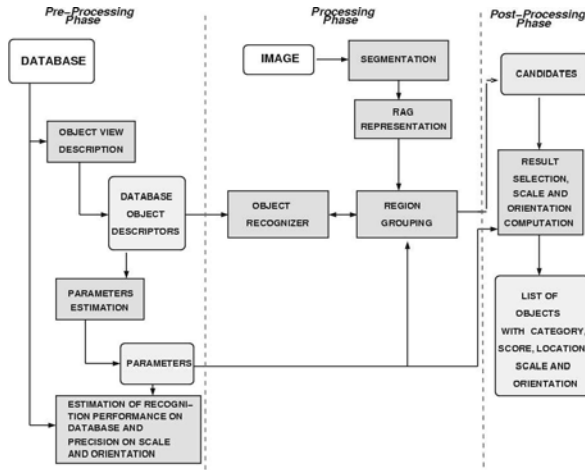 Pre-Processing
Phase
Processing
Phase
Post-Processing
Phase
DATABASE
OBJECT VIEW
DESCRIPTION
DATABASE
OBJECT
DESCRIPTORS
PARAMETERS
ESTIMATION
PARAMETERS
ESTIMATION OF RECOGNI-
TION PERFORMANCE ON
DATABASE AND
PRECISION ON SCALE
AND ORIENTATION
IMAGE
SEGMENTATION
RAG
REPRESENTATION
OBJECT
RECOGNIZER
REGION
GROUPING
CANDIDATES
RESULT
SELECTION,
SCALE AND
ORIENTATION
COMPUTATION
LIST OF
OBJECTS
WITH CATEGORY,
SCORE, LOCATION
SCALE AND
ORIENTATION